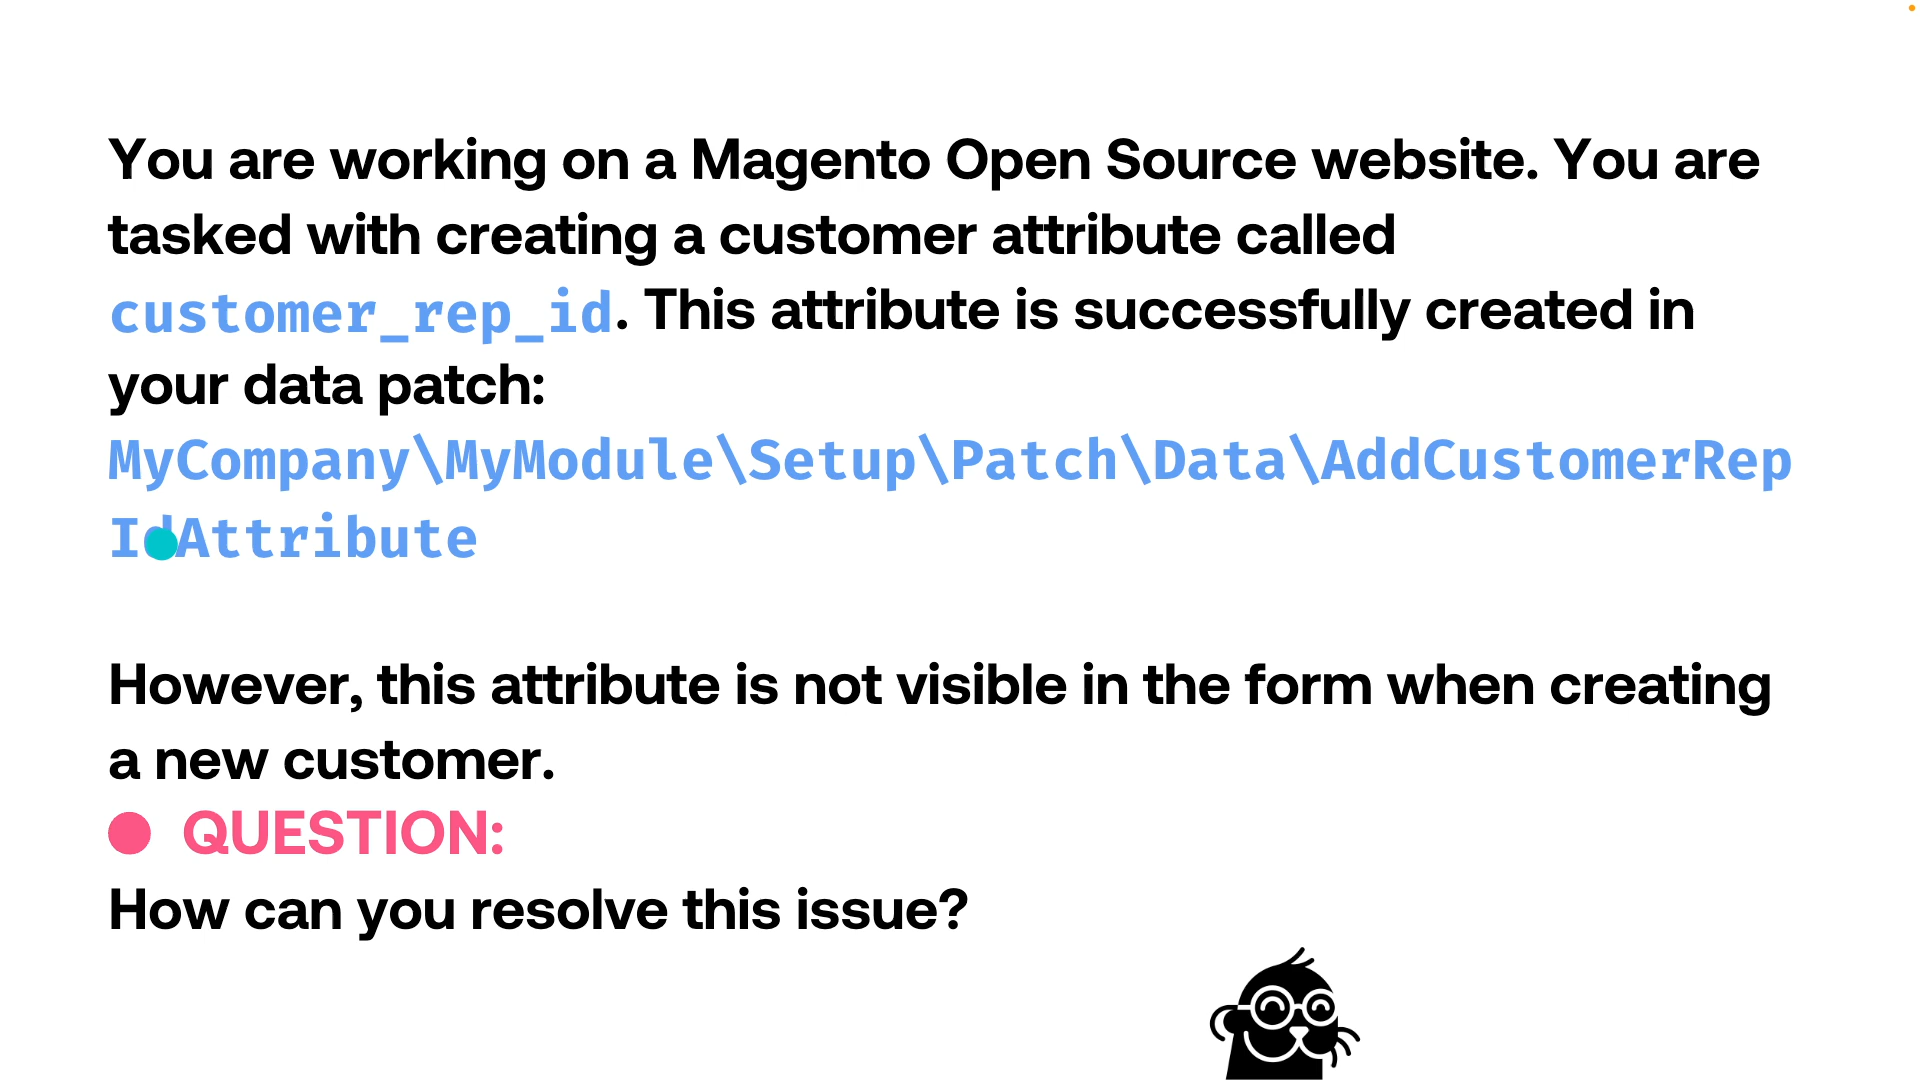 You are working on a Magento Open Source website. You are
tasked with creating a customer attribute called
customer_rep_id. This attribute is successfully created in
your data patch:
MyCompany\MyModule\Setup\Patch\Data\AddCustomerRep
IdAttribute
However, this attribute is not visible in the form when creating
a new customer.
QUESTION:
How can you resolve this issue?